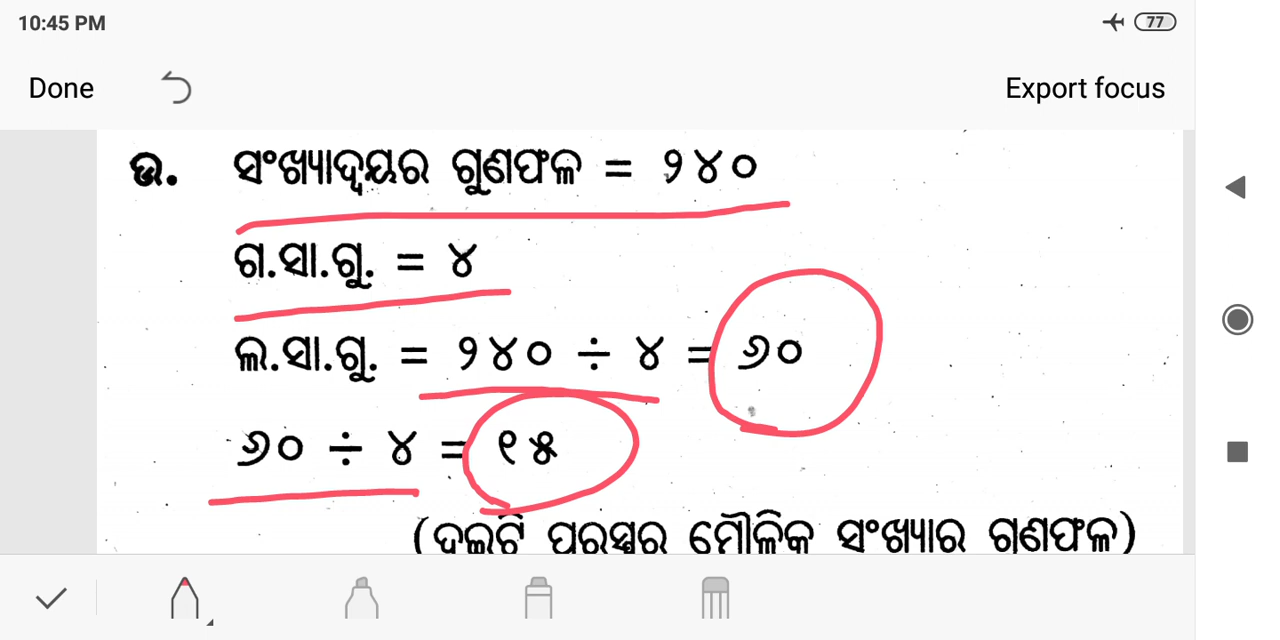 10:45 PM
77
Done
Export focus
ଉ. ସଂଖ୍ୟାଦ୍ଵୟର ଗୁଣଫଳ = ୨୪୦
ଗ.ସା.ଗୁ. = ୪
ଲ.ସା.ଗୁ. = ୨୪୦ ÷ ୪ = ୬୦
୬୦ ÷ ୪ = ୧୫
(ଦୁଇଟି ପରସ୍ପର ମୌଳିକ ସଂଖ୍ୟାର ଗୁଣଫଳ)